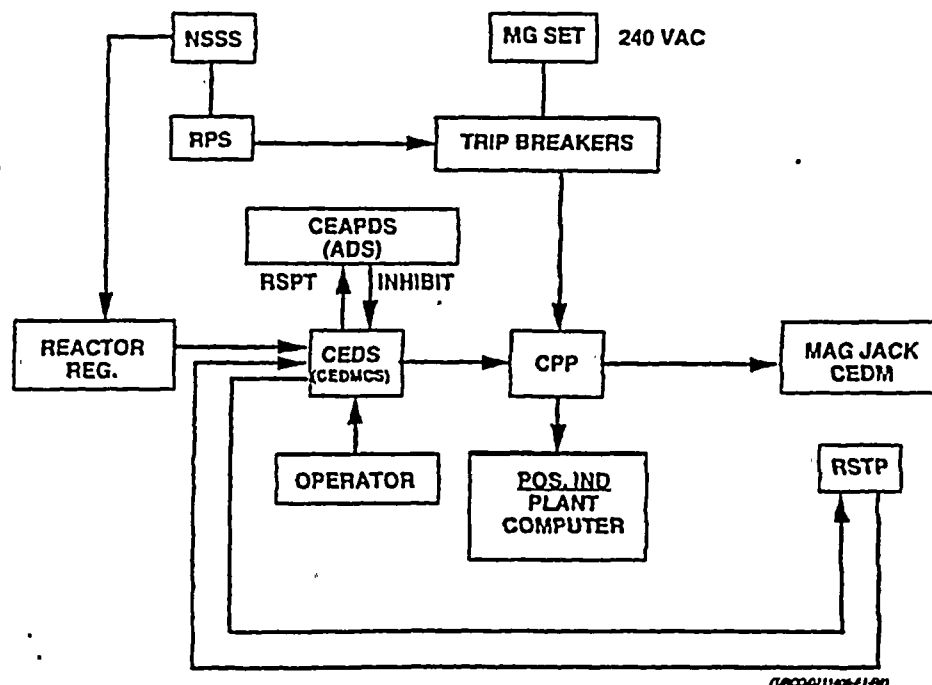 NSSS
MG SET
240 VAC
RPS
TRIP BREAKERS
CEAPDS
(ADS)
RSPT
INHIBIT
REACTOR
REG.
CEDS
(CEDMCS)
CPP
MAG JACK
CEDM
OPERATOR
POS. IND
PLANT
COMPUTER
RSTP